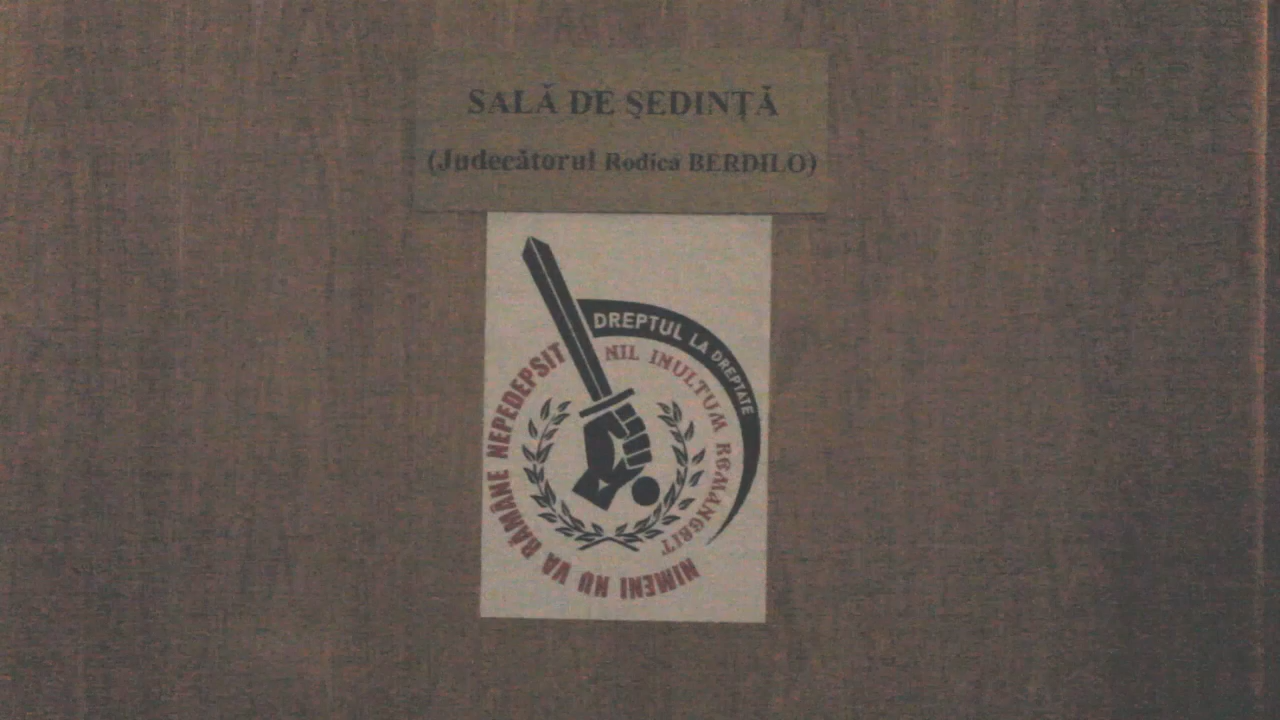 SALĂ DE ŞEDINŢĂ
(Judecătorul Rodica BERDILO)
DREPTUL LA DREPTATE
NIL INULTUM REMANEBIT
NIMENI NU VA RĂMÂNE NEPEDEPSIT